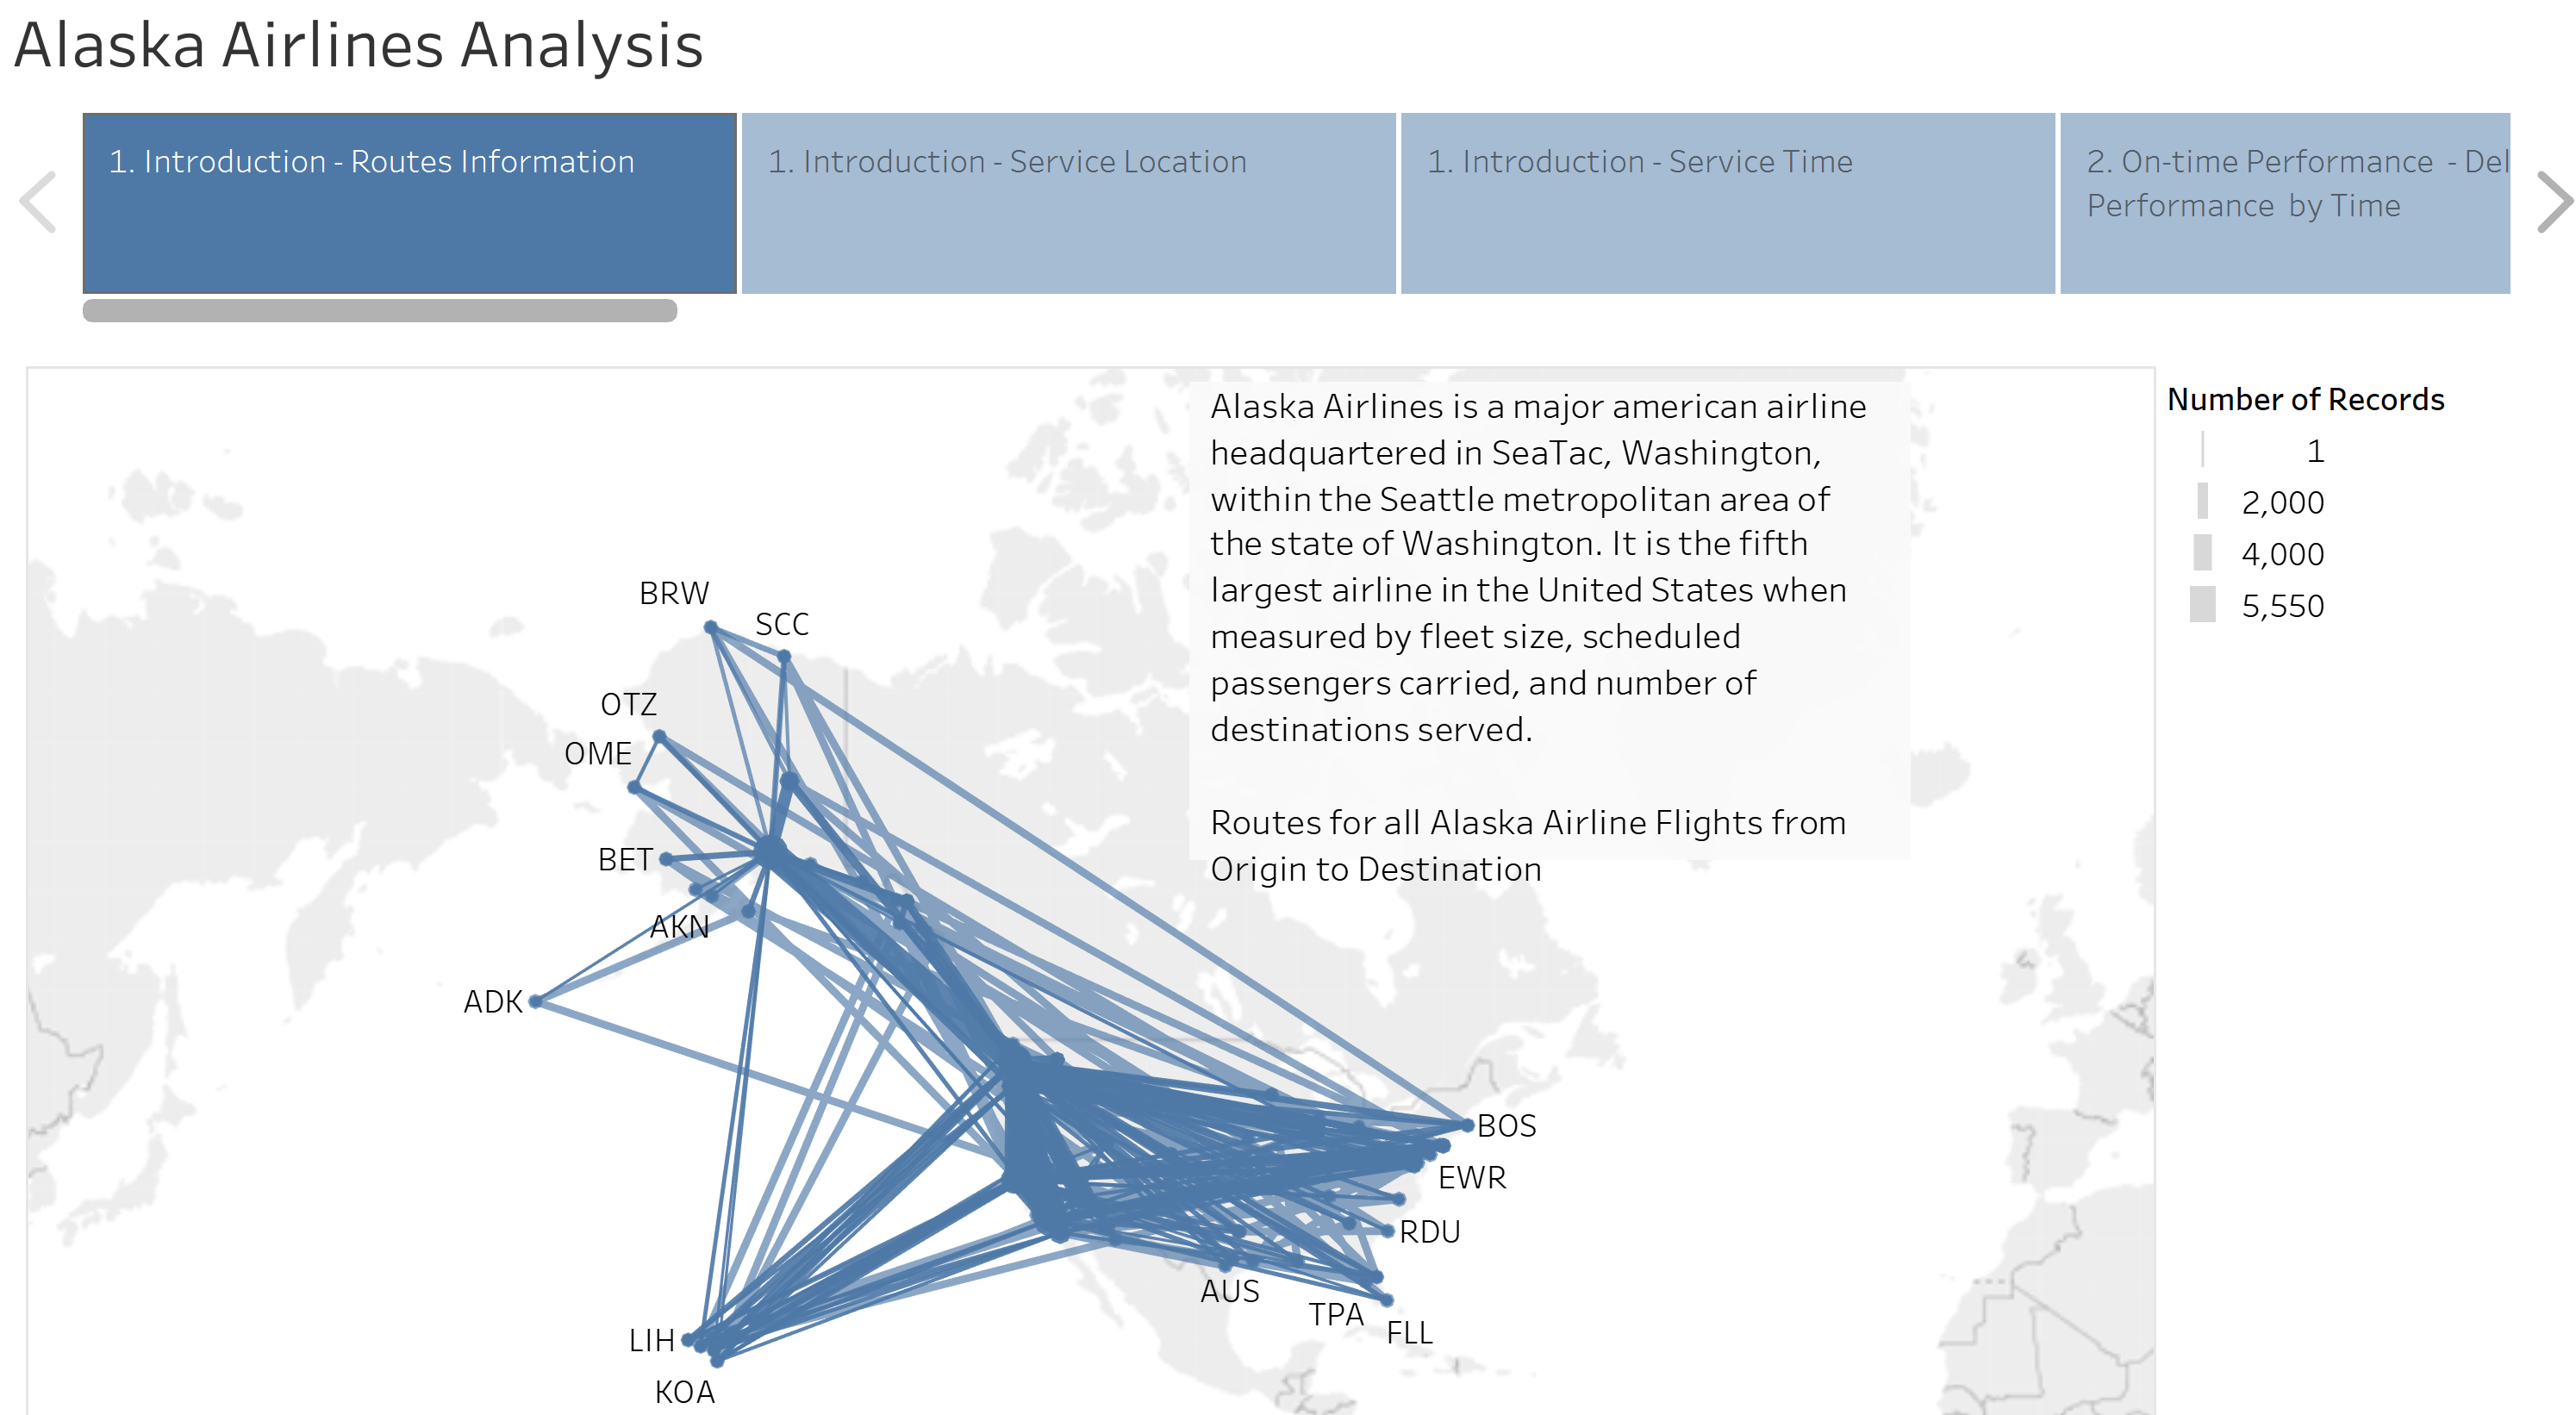 Alaska Airlines Analysis
1. Introduction - Routes Information
1. Introduction - Service Location
1. Introduction - Service Time
2. On-time Performance - Del
Performance by Time
Alaska Airlines is a major american airline
headquartered in SeaTac, Washington,
within the Seattle metropolitan area of
the state of Washington. It is the fifth
largest airline in the United States when
measured by fleet size, scheduled
passengers carried, and number of
destinations served.
Routes for all Alaska Airline Flights from
Origin to Destination
Number of Records
1
2,000
4,000
5,550
BRW
SCC
OTZ
OME
BET
AKN
ADK
BOS
EWR
RDU
AUS
TPA
FLL
LIH
KOA